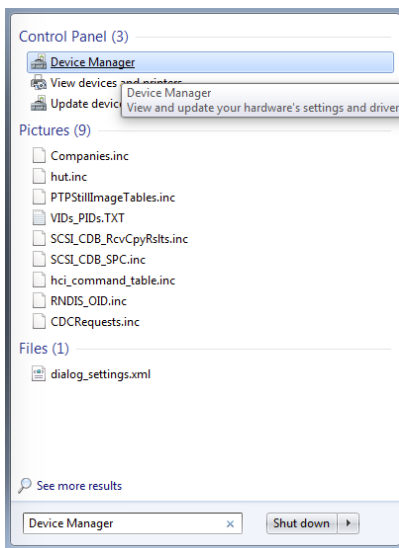 Control Panel (3)
Device Manager
View devices and printers
Update device
Device Manager
View and update your hardware's settings and driver
Pictures (9)
Companies.inc
hut.inc
PTPStillImageTables.inc
VIDs_PIDs.TXT
SCSI_CDB_RcvCpyRslts.inc
SCSI_CDB_SPC.inc
hci_command_table.inc
RNDIS_OID.inc
CDCRequests.inc
Files (1)
dialog_settings.xml
See more results
Device Manager
Shut down